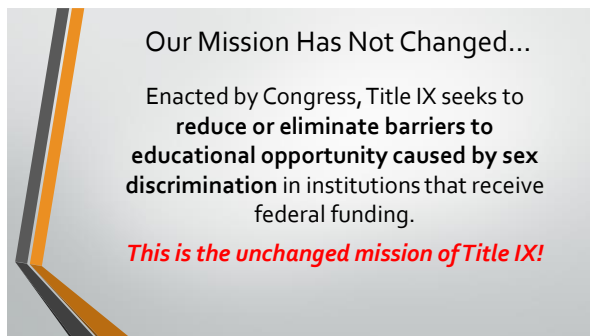 Our Mission Has Not Changed...
Enacted by Congress, Title IX seeks to
reduce or eliminate barriers to
educational opportunity caused by sex
discrimination in institutions that receive
federal funding.
This is the unchanged mission of Title IX!